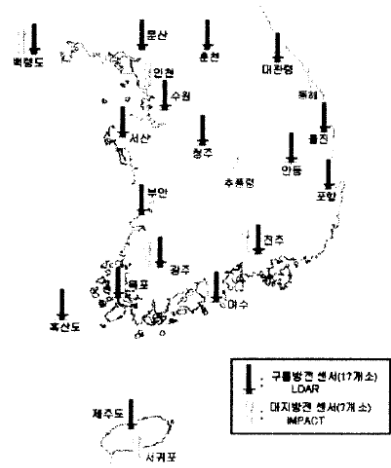 문산
춘천
대관령
백령도
인천
수원
동해
서산
청주
울진
안동
추풍령
포항
부안
진주
광주
목포
여수
흑산도
제주도
서귀포
구름방전 센서(17개소)
LDAR
대지방전 센서(7개소)
IMPACT